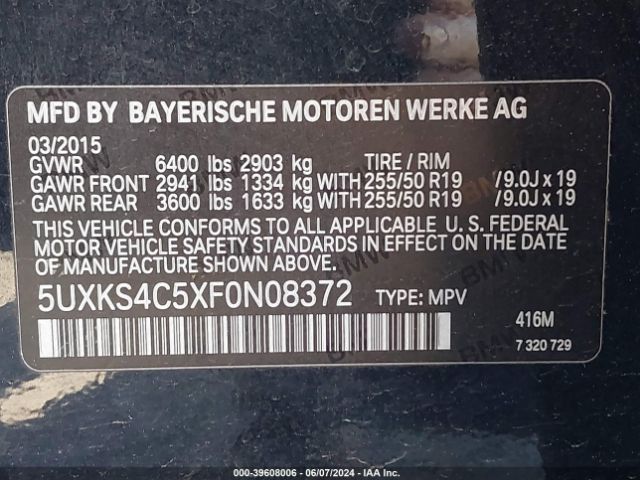 MFD BY BAYERISCHE MOTOREN WERKE AG
03/2015
GVWR 6400 lbs 2903 kg TIRE / RIM
GAWR FRONT 2941 lbs 1334 kg WITH 255/50 R19 / 9.0J x 19
GAWR REAR 3600 lbs 1633 kg WITH 255/50 R19 / 9.0J x 19
THIS VEHICLE CONFORMS TO ALL APPLICABLE U. S. FEDERAL
MOTOR VEHICLE SAFETY STANDARDS IN EFFECT ON THE DATE
OF MANUFACTURE SHOWN ABOVE.
5UXKS4C5XF0N08372 TYPE: MPV
416M
7 320 729
000-39608006 - 06/07/2024 - IAA Inc.